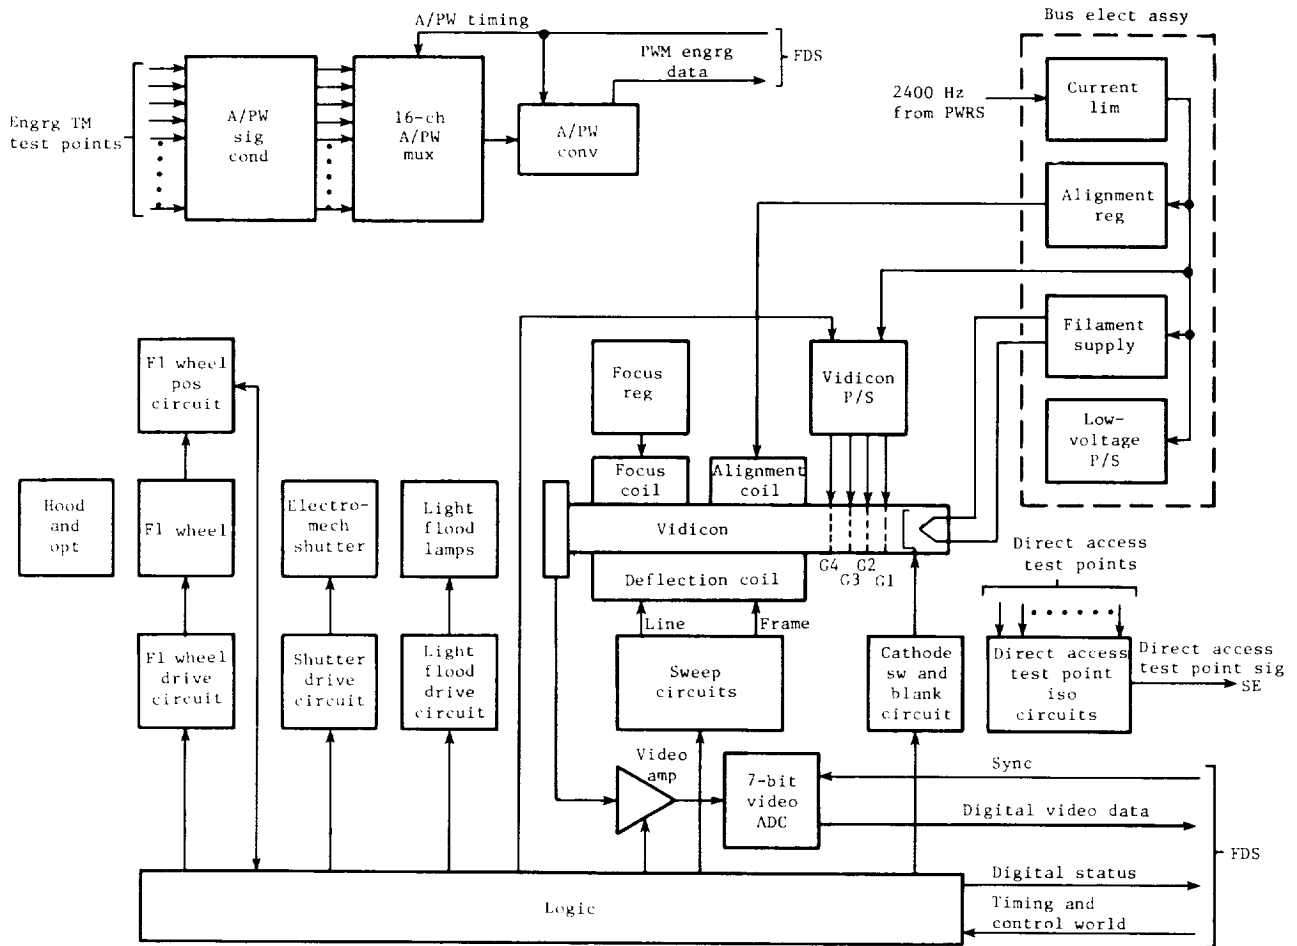 A/PW timing
PWM engrg
data
FDS
Bus elect assy
Engrg TM
test points
A/PW
sig
cond
16-ch
A/PW
mux
A/PW
conv
2400 Hz
from PWRS
Current
lim
Alignment
reg
Filament
supply
Low-
voltage
P/S
Fl wheel
pos
circuit
Focus
reg
Vidicon
P/S
Hood
and
opt
Fl wheel
Electro-
mech
shutter
Light
flood
lamps
Focus
coil
Alignment
coil
Vidicon
Deflection coil
G4
G3
G2
G1
Line
Frame
Direct access
test points
Fl wheel
drive
circuit
Shutter
drive
circuit
Light
flood
drive
circuit
Sweep
circuits
Cathode
sw and
blank
circuit
Direct access
test point
iso
circuits
Direct access
test point sig
SE
Video
amp
7-bit
video
ADC
Sync
Digital video data
FDS
Digital status
Timing and
control world
Logic